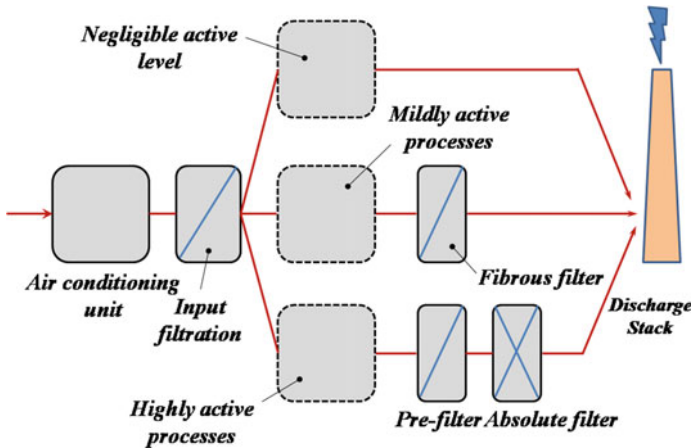 Negligible active
level
Mildly active
processes
Air conditioning
unit
Input
filtration
Fibrous filter
Discharge
Stack
Highly active
processes
Pre-filter
Absolute filter